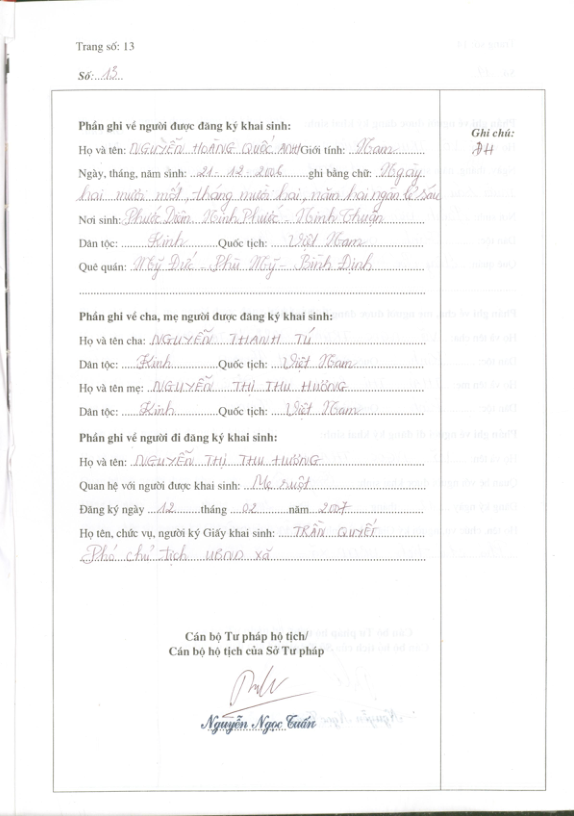 Trang số: 13
Số: 13
Phần ghi về người được đăng ký khai sinh:
Ghi chú:
Họ và tên: NGUYỄN HOÀNG QUỐC ANH Giới tính: Nam
ĐH
Ngày, tháng, năm sinh: 21-12-2006 ghi bằng chữ: Ngày
hai mươi mốt, tháng mười hai, năm hai ngàn lẻ sáu
Nơi sinh: Phước Dân - Ninh Phước - Ninh Thuận
Dân tộc: Kinh Quốc tịch: Việt Nam
Quê quán: Mỹ Đức - Phù Mỹ - Bình Định
Phần ghi về cha, mẹ người được đăng ký khai sinh:
Họ và tên cha: NGUYỄN THÀNH TÚ
Dân tộc: Kinh Quốc tịch: Việt Nam
Họ và tên mẹ: NGUYỄN THỊ THU HƯỜNG
Dân tộc: Kinh Quốc tịch: Việt Nam
Phần ghi về người đi đăng ký khai sinh:
Họ và tên: NGUYỄN THỊ THU HƯỜNG
Quan hệ với người được khai sinh: Mẹ ruột
Đăng ký ngày 12 tháng 02 năm 2007
Họ tên, chức vụ, người ký Giấy khai sinh: TRẦN QUYẾT
Phó chủ tịch UBND xã
Cán bộ Tư pháp hộ tịch/
Cán bộ hộ tịch của Sở Tư pháp
Nguyễn Ngọc Tuấn